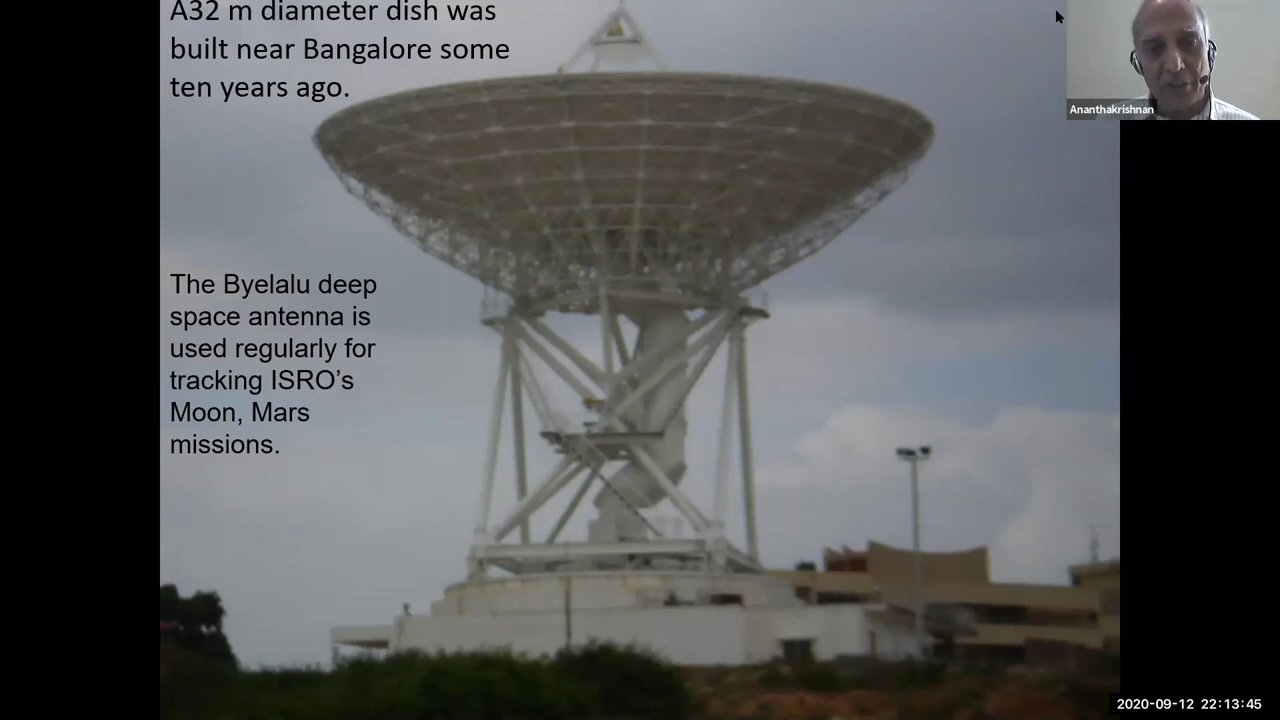 A32 m diameter dish was
built near Bangalore some
ten years ago.
The Byelalu deep
space antenna is
used regularly for
tracking ISRO's
Moon, Mars
missions.
Ananthakrishnan
2020-09-12 22:13:45